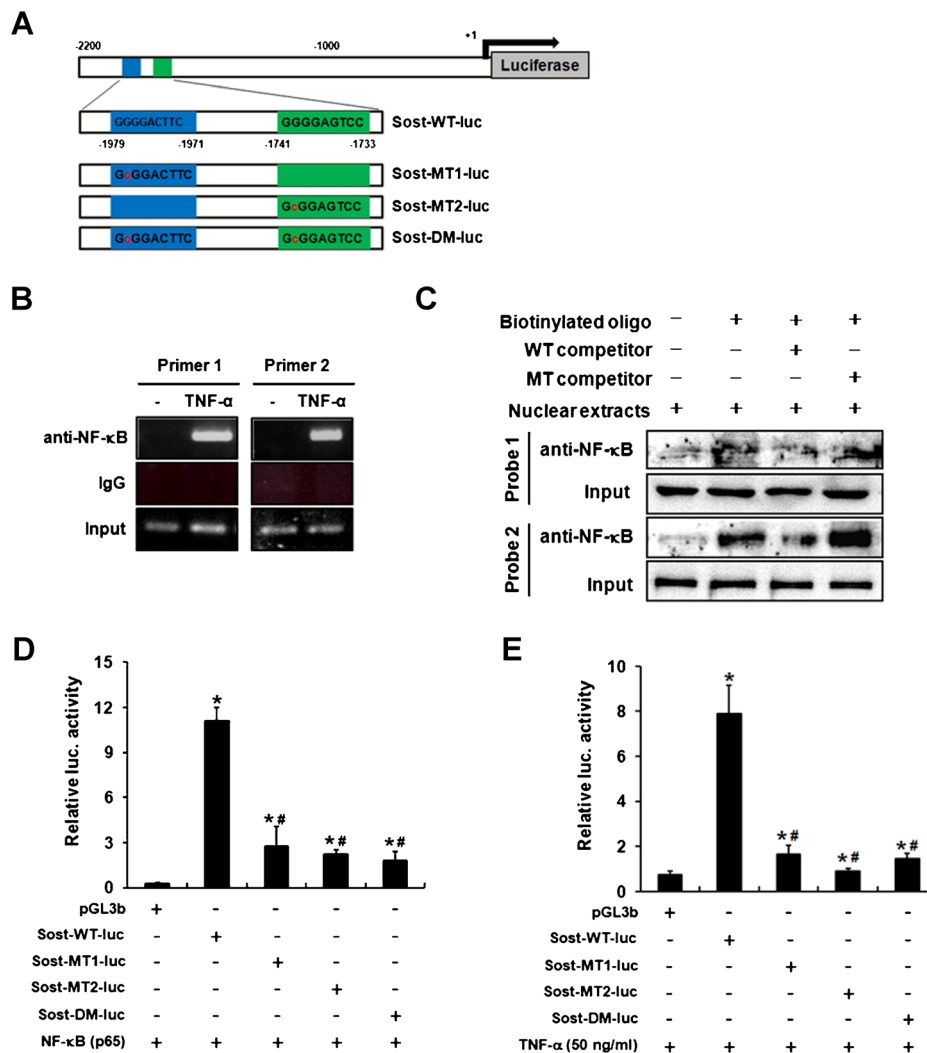 A
-2200 -1000 +1
Luciferase
GGGGACTTC GGGGAGTCC Sost-WT-luc
-1979 -1971 -1741 -1733
GcGGACTTC Sost-MT1-luc
GcGGAGTCC Sost-MT2-luc
GcGGACTTC GcGGAGTCC Sost-DM-luc
B
Primer 1 Primer 2
- TNF-α - TNF-α
anti-NF-κB
IgG
Input
C
Biotinylated oligo - + + +
WT competitor - - + -
MT competitor - - - +
Nuclear extracts + + + +
Probe 1
anti-NF-κB
Input
Probe 2
anti-NF-κB
Input
D
Relative luc. activity
15
12
9
6
3
0
*
*#
*#
*#
pGL3b + - - - -
Sost-WT-luc - + - - -
Sost-MT1-luc - - + - -
Sost-MT2-luc - - - + -
Sost-DM-luc - - - - +
NF-κB (p65) + + + + +
E
Relative luc. activity
10
8
6
4
2
0
*
*#
*#
*#
pGL3b + - - - -
Sost-WT-luc - + - - -
Sost-MT1-luc - - + - -
Sost-MT2-luc - - - + -
Sost-DM-luc - - - - +
TNF-α (50 ng/ml) + + + + +